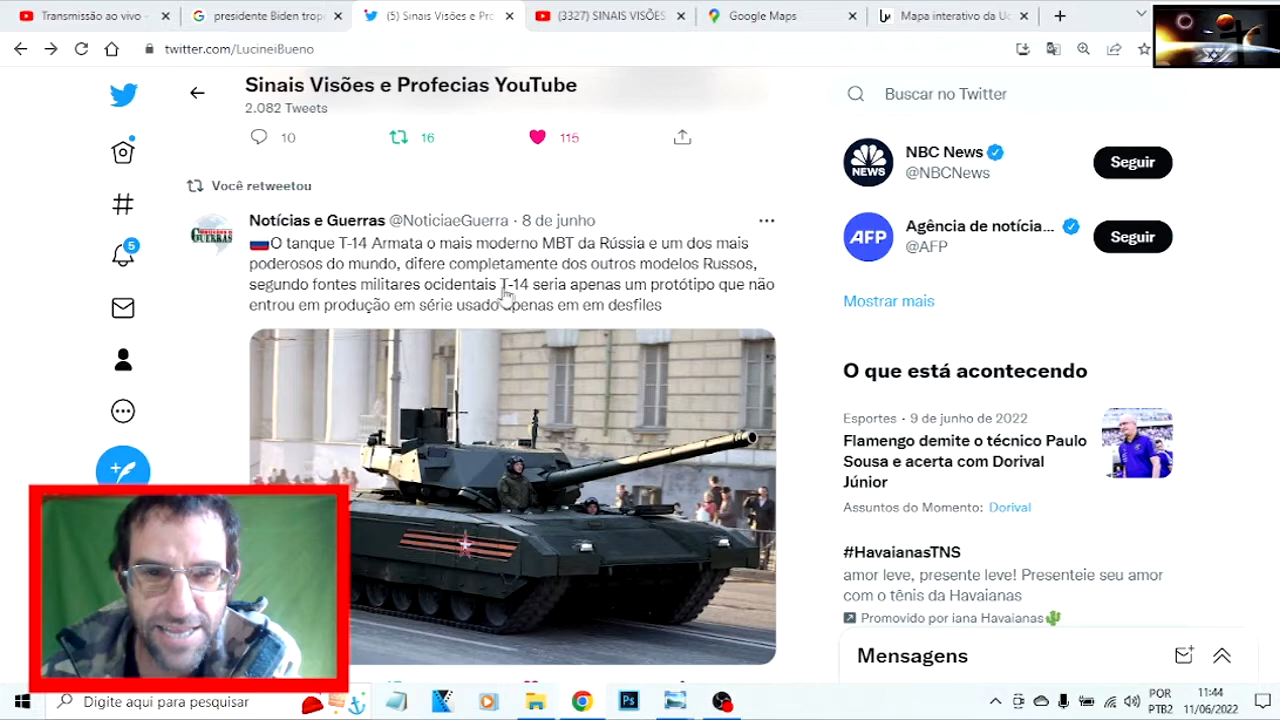 Transmissão ao vivo -
presidente Biden trop
(5) Sinais Visões e Pro
(3327) SINAIS VISÕES
Google Maps
Mapa interativo da Uc
twitter.com/LucineiBueno
Sinais Visões e Profecias YouTube
2.082 Tweets
10
16
115
Você retweetou
Notícias e Guerras @NoticiaeGuerra · 8 de junho
O tanque T-14 Armata o mais moderno MBT da Rússia e um dos mais
poderosos do mundo, difere completamente dos outros modelos Russos,
segundo fontes militares ocidentais T-14 seria apenas um protótipo que não
entrou em produção em série usado apenas em em desfiles
GUERRAS
5
Buscar no Twitter
NBC News
@NBCNews
Seguir
NEWS
Agência de notícia...
@AFP
Seguir
AFP
Mostrar mais
O que está acontecendo
Esportes · 9 de junho de 2022
Flamengo demite o técnico Paulo
Sousa e acerta com Dorival
Júnior
Assuntos do Momento: Dorival
#HavaianasTNS
amor leve, presente leve! Presenteie seu amor
com o tênis da Havaianas
Promovido por iana Havaianas
Mensagens
Digite aqui para pesquisar
Ps
POR
PTB2
11:44
11/06/2022